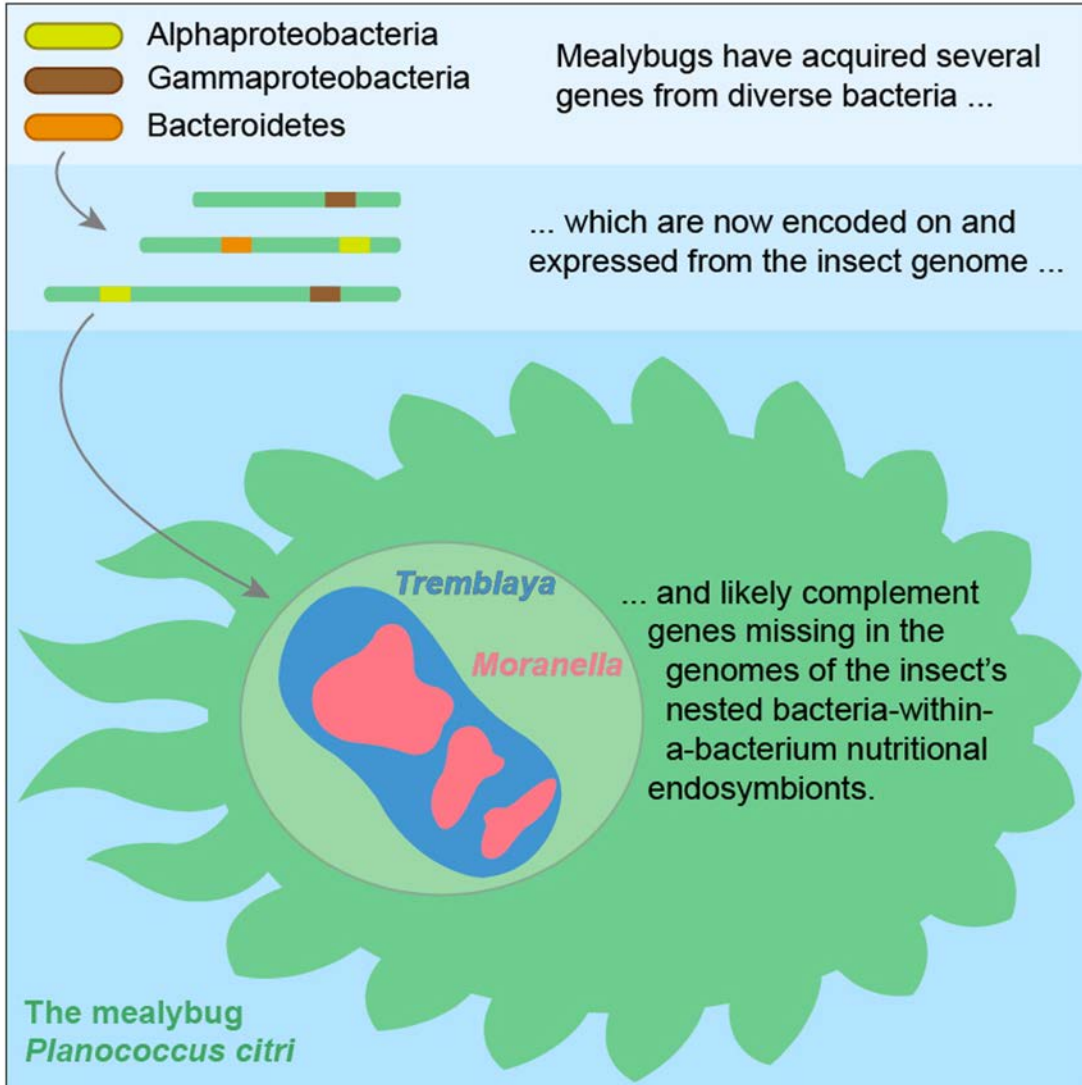 Alphaproteobacteria
Gammaproteobacteria
Bacteroidetes
Mealybugs have acquired several
genes from diverse bacteria ...
... which are now encoded on and
expressed from the insect genome ...
Tremblaya
Moranella
... and likely complement
genes missing in the
genomes of the insect's
nested bacteria-within-
a-bacterium nutritional
endosymbionts.
The mealybug
Planococcus citri